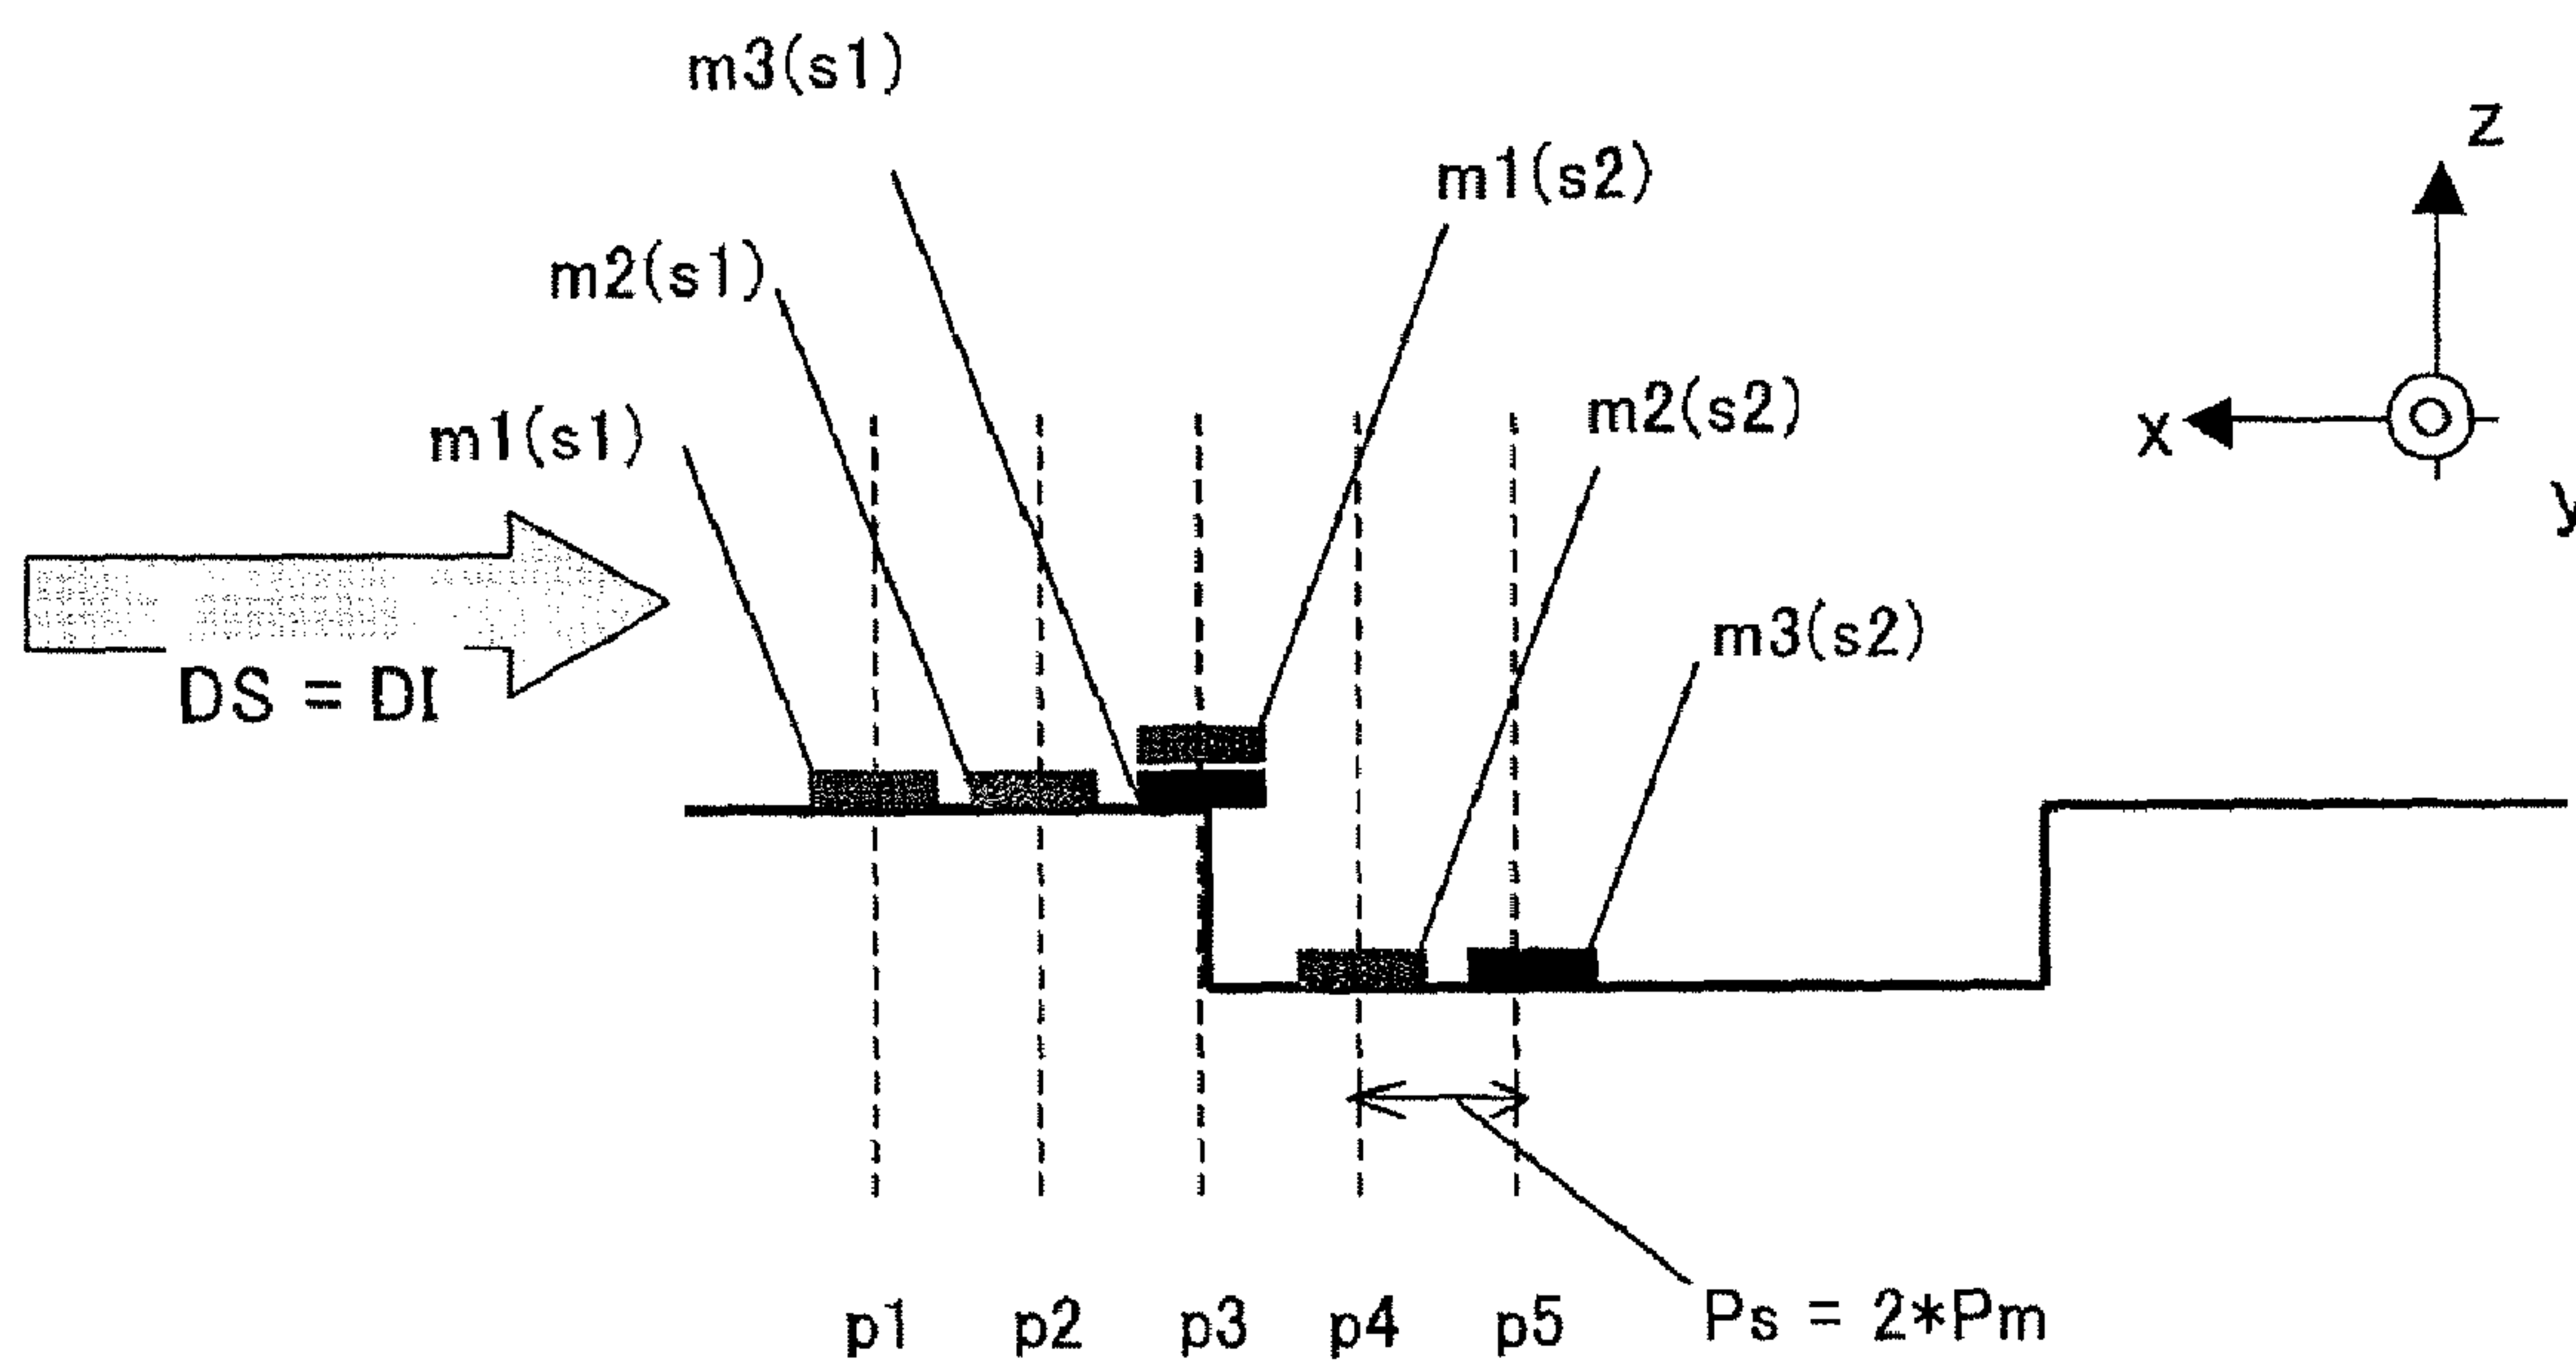 m3(s1)
z
m1(s2)
m2(s1)
m2(s2)
m1(s1)
x
y
m3(s2)
DS = DI
p1 p2 p3 p4 p5 Ps = 2*Pm